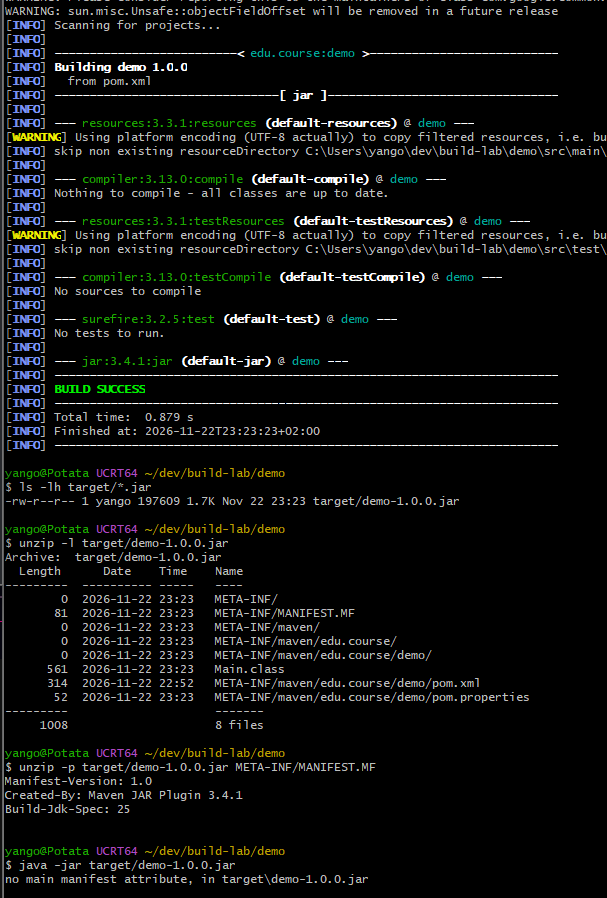 WARNING: sun.misc.Unsafe::objectFieldOffset will be removed in a future release
[INFO] Scanning for projects...
[INFO]
[INFO] --------------------------< edu.course:demo >---------------------------
[INFO] Building demo 1.0.0
[INFO]   from pom.xml
[INFO] --------------------------------[ jar ]---------------------------------
[INFO]
[INFO] --- resources:3.3.1:resources (default-resources) @ demo ---
[WARNING] Using platform encoding (UTF-8 actually) to copy filtered resources, i.e. bu
[INFO] skip non existing resourceDirectory C:\Users\yango\dev\build-lab\demo\src\main\
[INFO]
[INFO] --- compiler:3.13.0:compile (default-compile) @ demo ---
[INFO] Nothing to compile - all classes are up to date.
[INFO]
[INFO] --- resources:3.3.1:testResources (default-testResources) @ demo ---
[WARNING] Using platform encoding (UTF-8 actually) to copy filtered resources, i.e. bu
[INFO] skip non existing resourceDirectory C:\Users\yango\dev\build-lab\demo\src\test\
[INFO]
[INFO] --- compiler:3.13.0:testCompile (default-testCompile) @ demo ---
[INFO] No sources to compile
[INFO]
[INFO] --- surefire:3.2.5:test (default-test) @ demo ---
[INFO] No tests to run.
[INFO]
[INFO] --- jar:3.4.1:jar (default-jar) @ demo ---
[INFO] ------------------------------------------------------------------------
[INFO] BUILD SUCCESS
[INFO] ------------------------------------------------------------------------
[INFO] Total time:  0.879 s
[INFO] Finished at: 2026-11-22T23:23:23+02:00
[INFO] ------------------------------------------------------------------------
yango@Potata UCRT64 ~/dev/build-lab/demo
$ ls -lh target/*.jar
-rw-r--r-- 1 yango 197609 1.7K Nov 22 23:23 target/demo-1.0.0.jar
yango@Potata UCRT64 ~/dev/build-lab/demo
$ unzip -l target/demo-1.0.0.jar
Archive:  target/demo-1.0.0.jar
  Length      Date    Time    Name
---------  ---------- -----   ----
        0  2026-11-22 23:23   META-INF/
       81  2026-11-22 23:23   META-INF/MANIFEST.MF
        0  2026-11-22 23:23   META-INF/maven/
        0  2026-11-22 23:23   META-INF/maven/edu.course/
        0  2026-11-22 23:23   META-INF/maven/edu.course/demo/
      561  2026-11-22 23:23   Main.class
      314  2026-11-22 22:52   META-INF/maven/edu.course/demo/pom.xml
       52  2026-11-22 23:23   META-INF/maven/edu.course/demo/pom.properties
---------                     -------
     1008                     8 files
yango@Potata UCRT64 ~/dev/build-lab/demo
$ unzip -p target/demo-1.0.0.jar META-INF/MANIFEST.MF
Manifest-Version: 1.0
Created-By: Maven JAR Plugin 3.4.1
Build-Jdk-Spec: 25
yango@Potata UCRT64 ~/dev/build-lab/demo
$ java -jar target/demo-1.0.0.jar
no main manifest attribute, in target\demo-1.0.0.jar